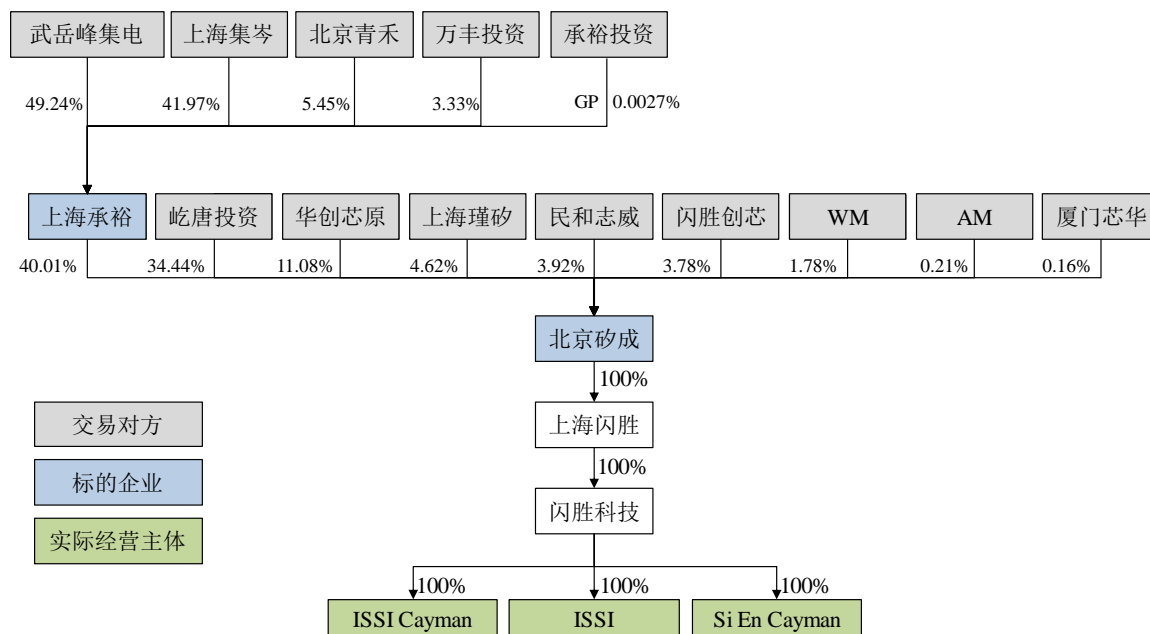 武岳峰集电 上海集岑 北京青禾 万丰投资 承裕投资
49.24% 41.97% 5.45% 3.33% GP 0.0027%
上海承裕 屹唐投资 华创芯原 上海瑾矽 民和志威 闪胜创芯 WM AM 厦门芯华
40.01% 34.44% 11.08% 4.62% 3.92% 3.78% 1.78% 0.21% 0.16%
北京矽成
100%
交易对方 上海闪胜
100%
标的企业
闪胜科技
实际经营主体
100% 100% 100%
ISSI Cayman ISSI Si En Cayman